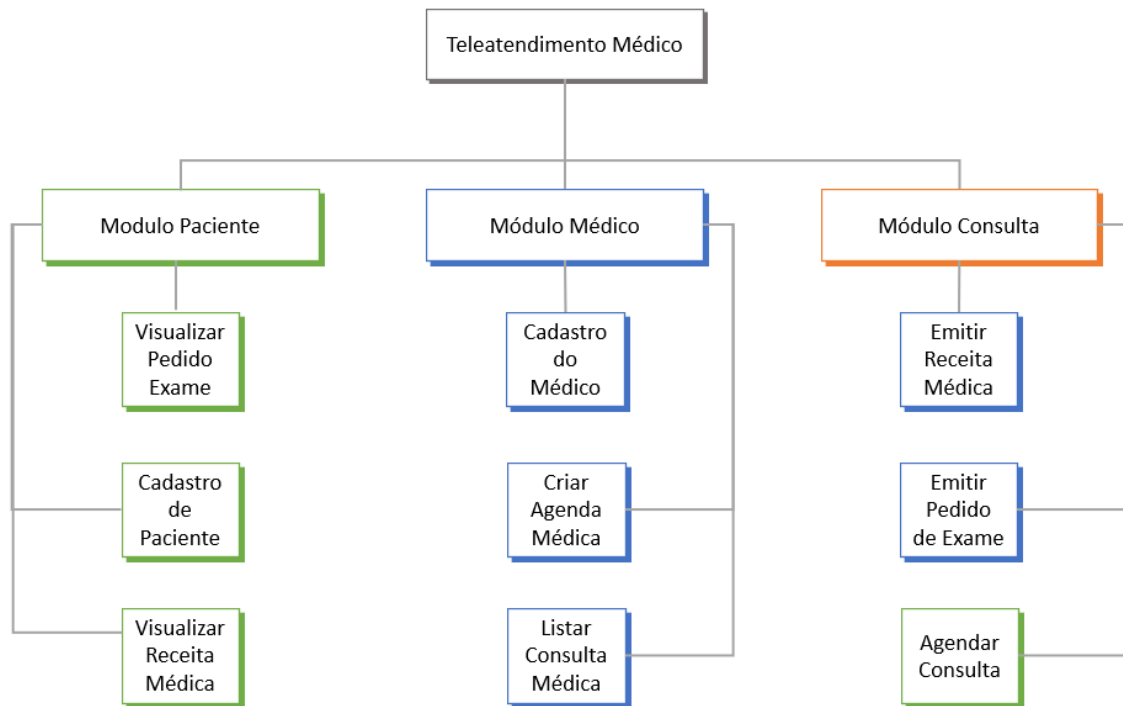 Teleatendimento Médico
Modulo Paciente
Módulo Médico
Módulo Consulta
Visualizar
Pedido
Exame
Cadastro
do
Médico
Emitir
Receita
Médica
Cadastro
de
Paciente
Criar
Agenda
Médica
Emitir
Pedido
de Exame
Visualizar
Receita
Médica
Listar
Consulta
Médica
Agendar
Consulta